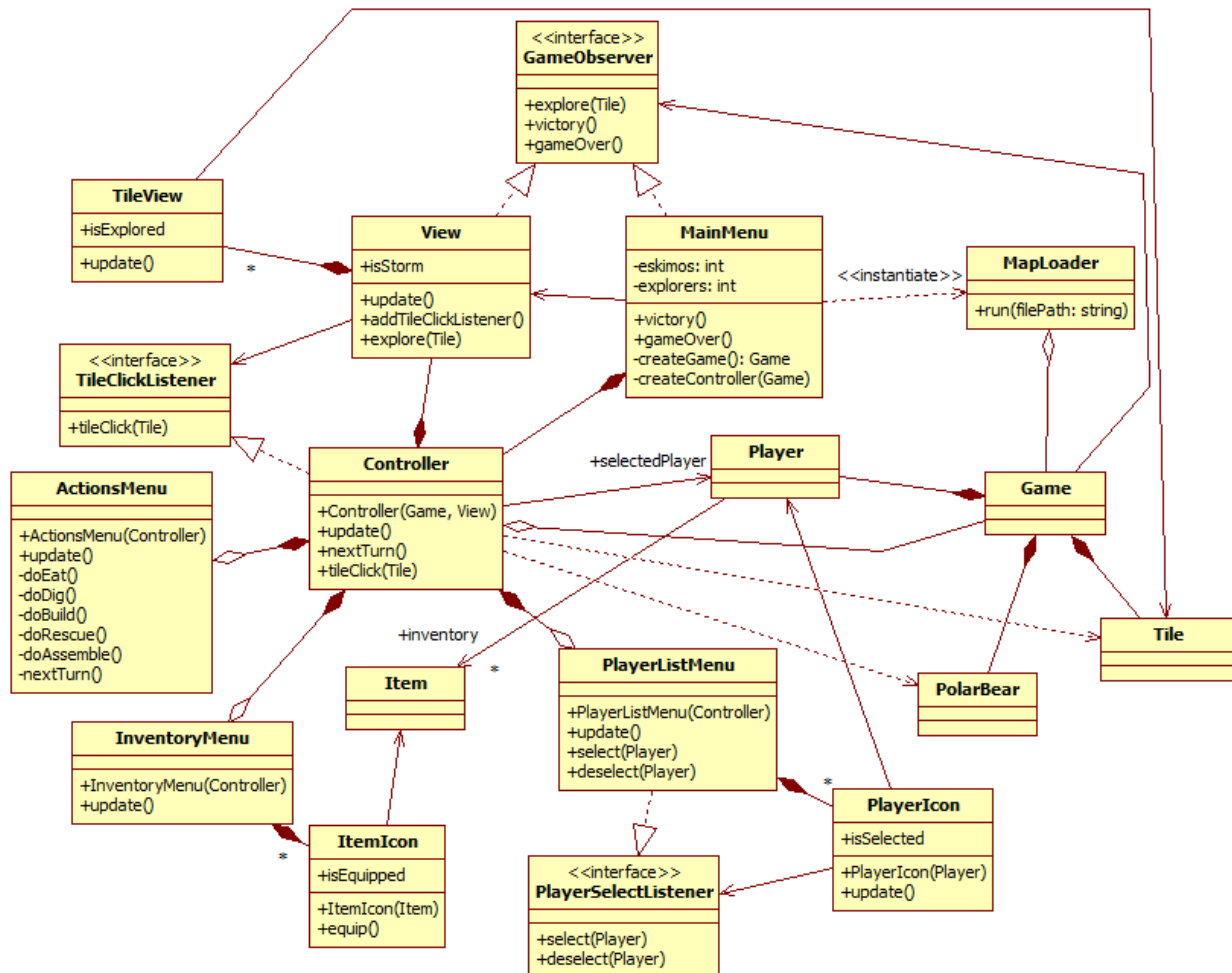 <<interface>>
GameObserver
+explore(Tile)
+victory()
+gameOver()
TileView
+isExplored
+update()
*
View
+isStorm
+update()
+addTileClickListener()
+explore(Tile)
MainMenu
-eskimos: int
-explorers: int
+victory()
+gameOver()
-createGame(): Game
-createController(Game)
<<instantiate>>
MapLoader
+run(filePath: string)
<<interface>>
TileClickListener
+tileClick(Tile)
Controller
+Controller(Game, View)
+update()
+nextTurn()
+tileClick(Tile)
+selectedPlayer
Player
Game
ActionsMenu
+ActionsMenu(Controller)
+update()
-doEat()
-doDig()
-doBuild()
-doRescue()
-doAssemble()
-nextTurn()
+inventory
*
Item
PlayerListMenu
+PlayerListMenu(Controller)
+update()
+select(Player)
+deselect(Player)
*
PolarBear
Tile
InventoryMenu
+InventoryMenu(Controller)
+update()
*
ItemIcon
+isEquipped
+ItemIcon(Item)
+equip()
PlayerIcon
+isSelected
+PlayerIcon(Player)
+update()
<<interface>>
PlayerSelectListener
+select(Player)
+deselect(Player)